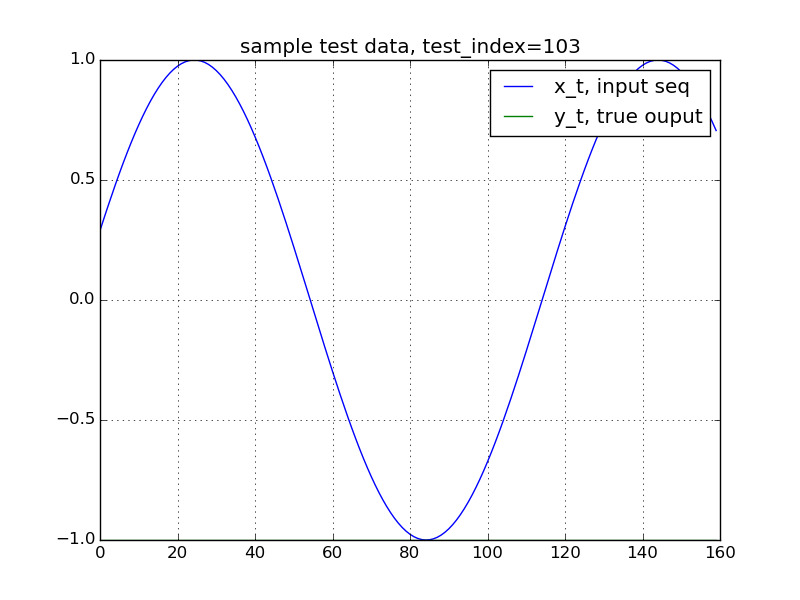 sample test data, test_index=103
1.0
x_t, input seq
y_t, true ouput
0.5
0.0
−0.5
−1.0
0 20 40 60 80 100 120 140 160